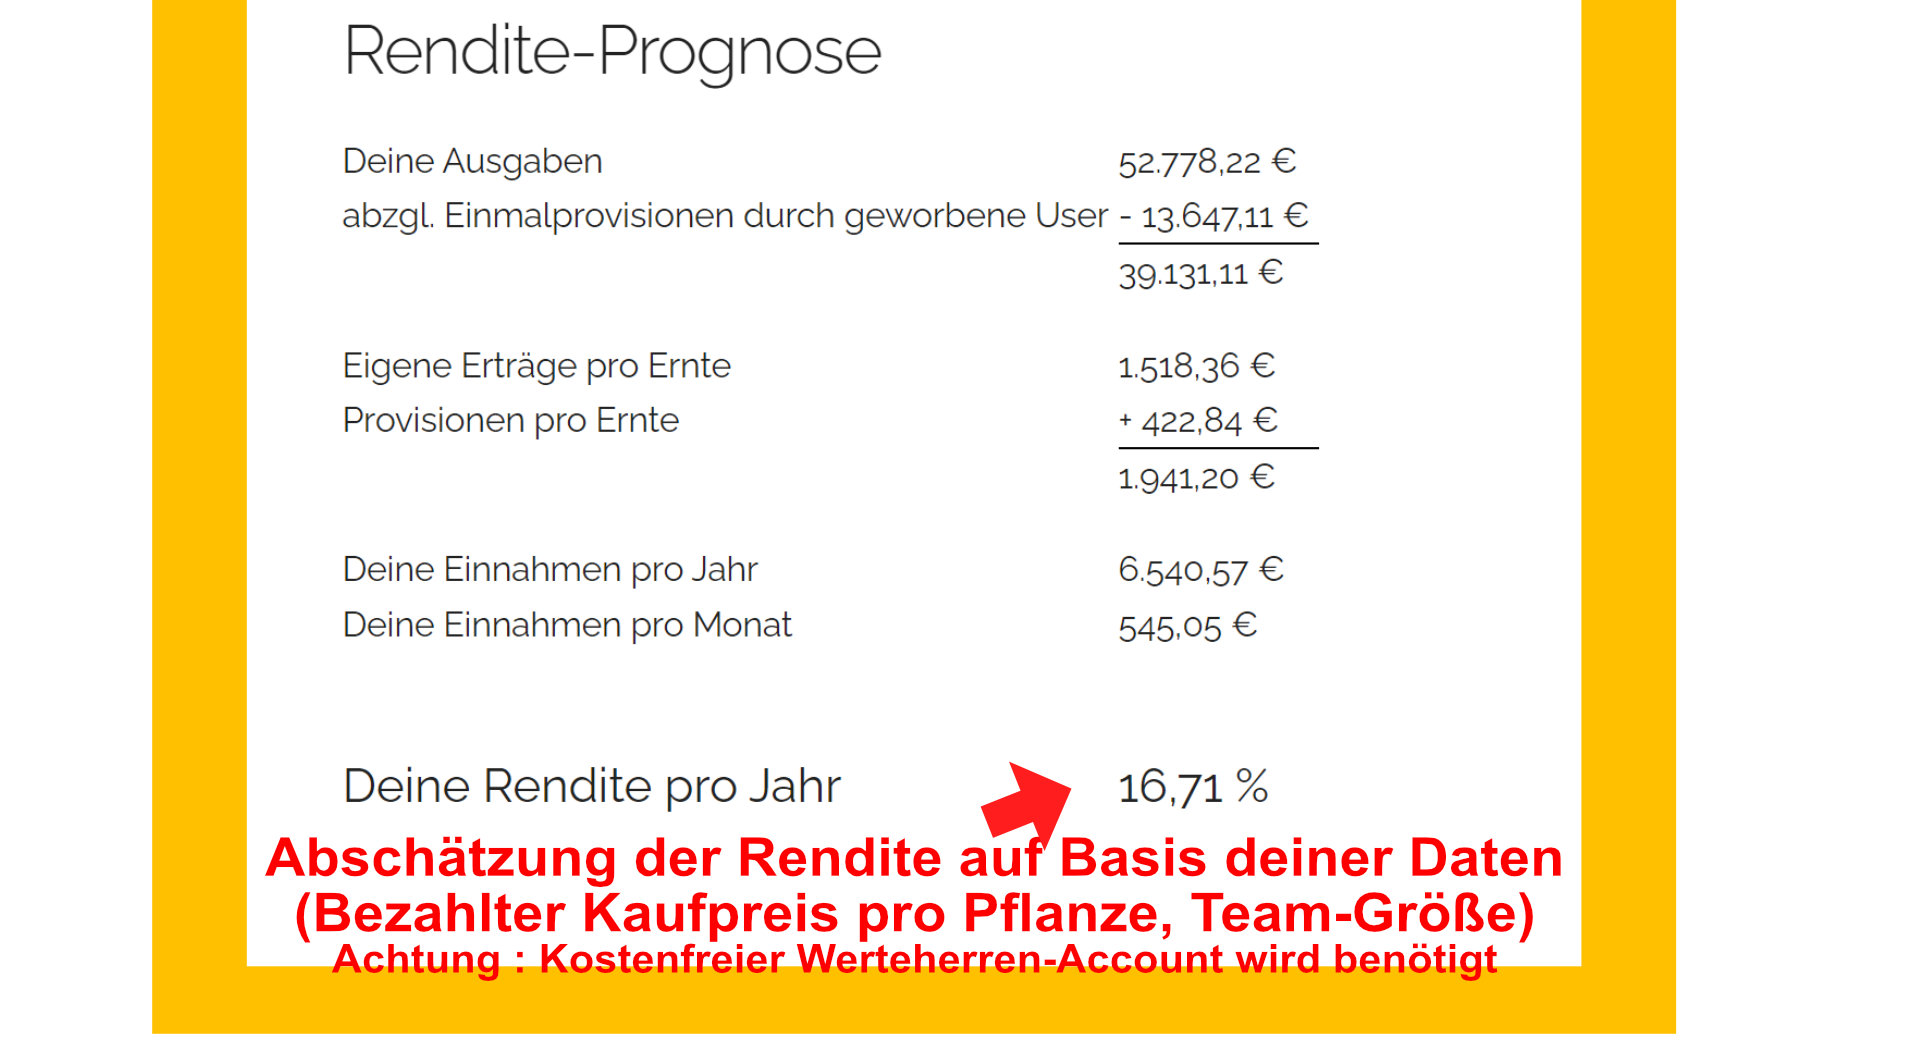 Rendite-Prognose
Deine Ausgaben 52.778,22 €
abzgl. Einmalprovisionen durch geworbene User - 13.647,11 €
39.131,11 €
Eigene Erträge pro Ernte 1.518,36 €
Provisionen pro Ernte + 422,84 €
1.941,20 €
Deine Einnahmen pro Jahr 6.540,57 €
Deine Einnahmen pro Monat 545,05 €
Deine Rendite pro Jahr 16,71 %
Abschätzung der Rendite auf Basis deiner Daten
(Bezahlter Kaufpreis pro Pflanze, Team-Größe)
Achtung : Kostenfreier Werteherren-Account wird benötigt